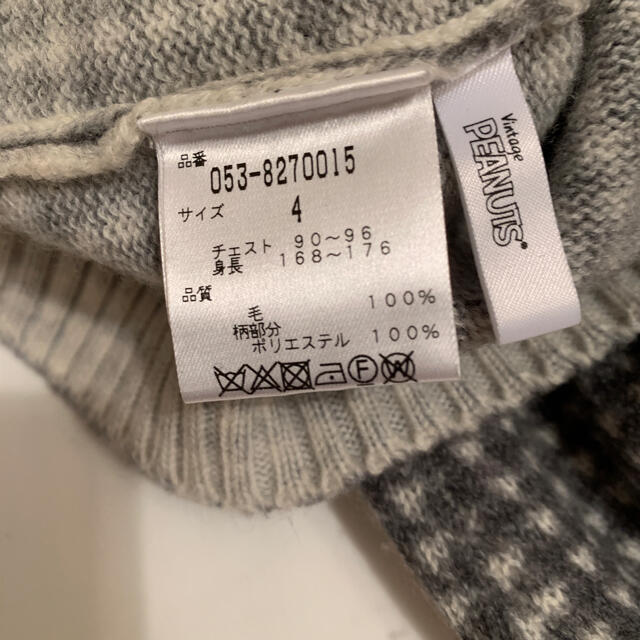 品番
053-8270015
サイズ 4
チェスト 90~96
身長 168~176
品質
毛 100%
柄部分
ポリエステル 100%
F
Vintage
PEANUTS®